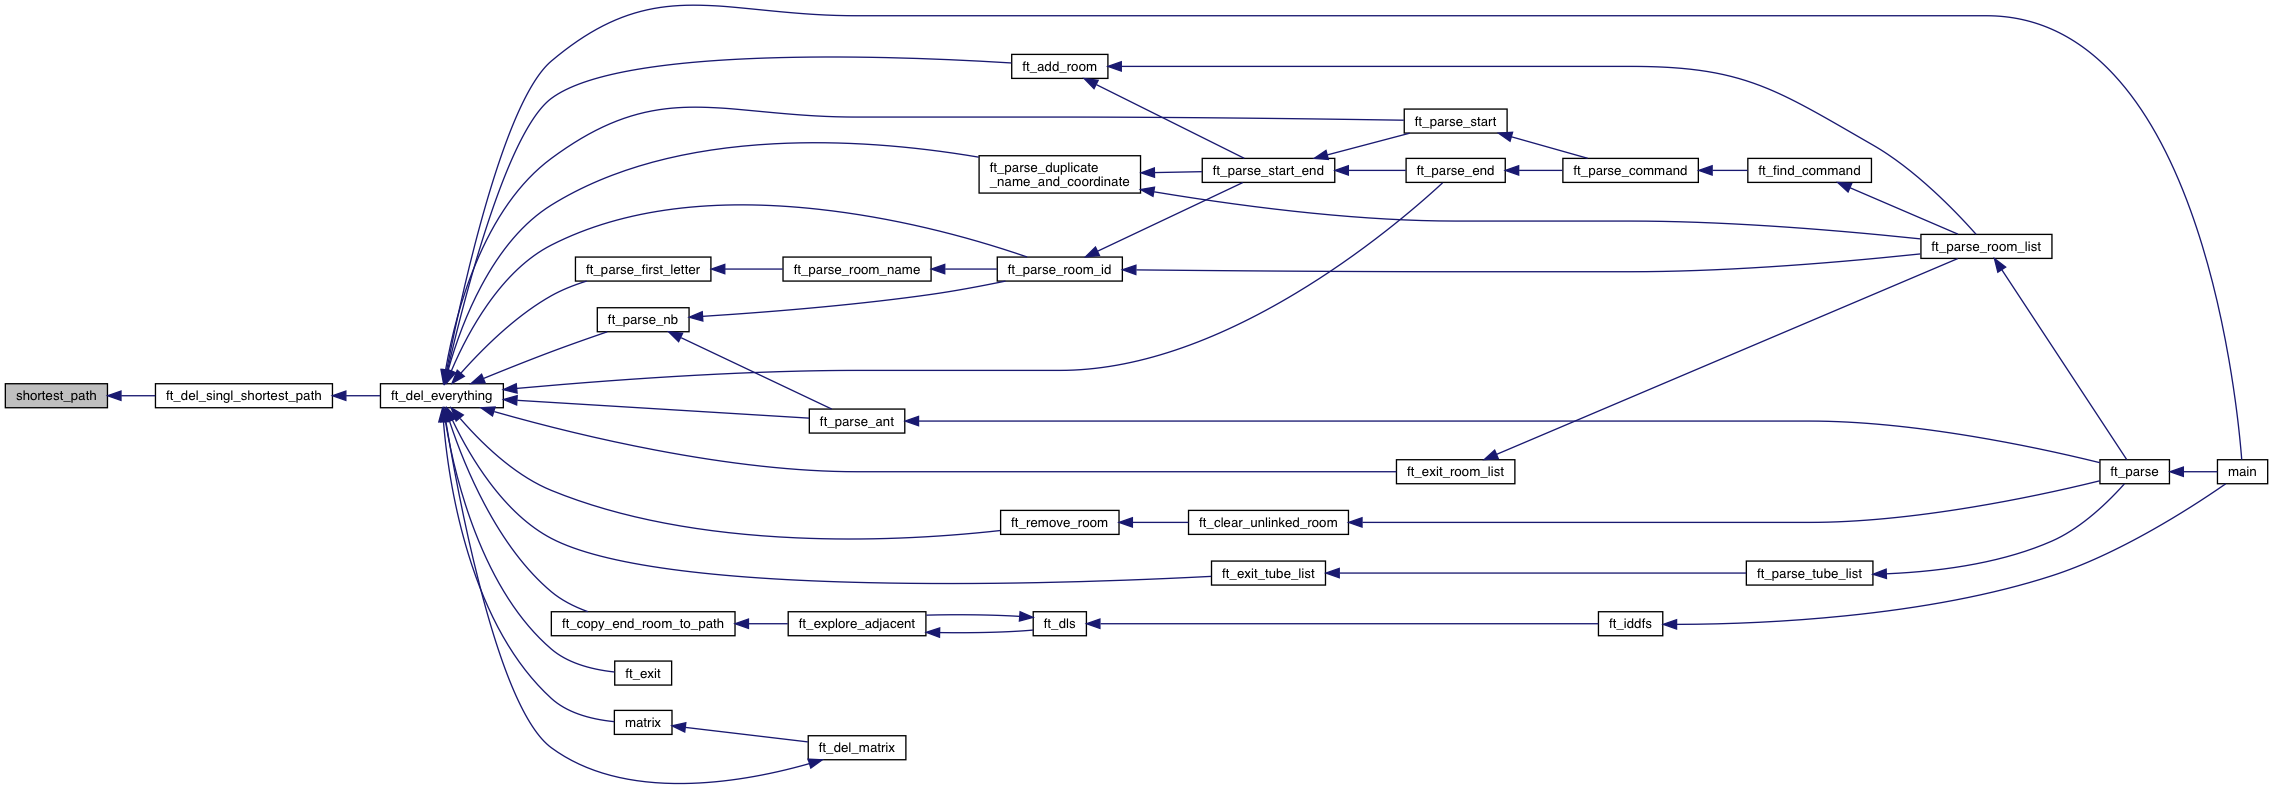 ft_add_room
ft_parse_start
ft_parse_duplicate
_name_and_coordinate
ft_parse_start_end
ft_parse_end
ft_parse_command
ft_find_command
ft_parse_room_list
ft_parse_first_letter
ft_parse_room_name
ft_parse_room_id
ft_parse_nb
shortest_path
ft_del_singl_shortest_path
ft_del_everything
ft_parse_ant
ft_exit_room_list
ft_parse
main
ft_remove_room
ft_clear_unlinked_room
ft_exit_tube_list
ft_parse_tube_list
ft_copy_end_room_to_path
ft_explore_adjacent
ft_dls
ft_iddfs
ft_exit
matrix
ft_del_matrix